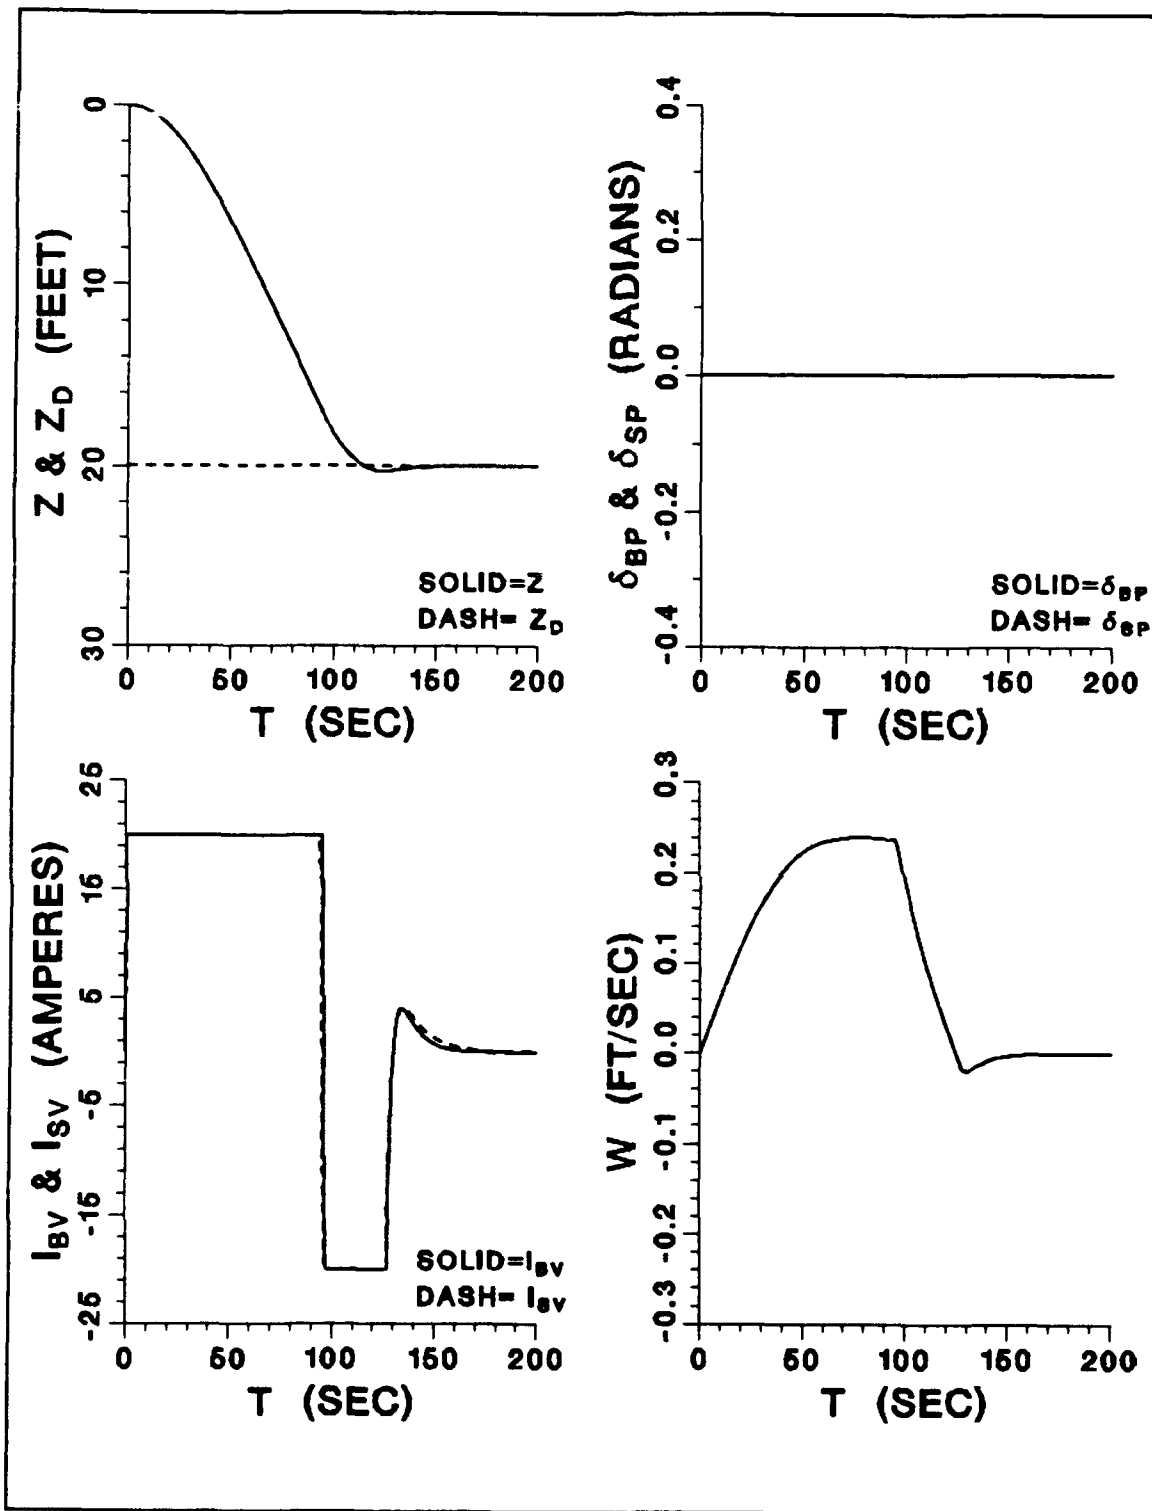 Z & Z_D (FEET)
0
10
20
30
SOLID=Z
DASH= Z_D
0 50 100 150 200
T (SEC)
δ_BP & δ_SP (RADIANS)
0.4
0.2
0.0
-0.2
-0.4
SOLID=δ_BP
DASH= δ_SP
0 50 100 150 200
T (SEC)
I_BV & I_SV (AMPERES)
25
15
5
-5
-15
-25
SOLID=I_BV
DASH= I_SV
0 50 100 150 200
T (SEC)
W (FT/SEC)
0.3
0.2
0.1
0.0
-0.1
-0.2
-0.3
0 50 100 150 200
T (SEC)